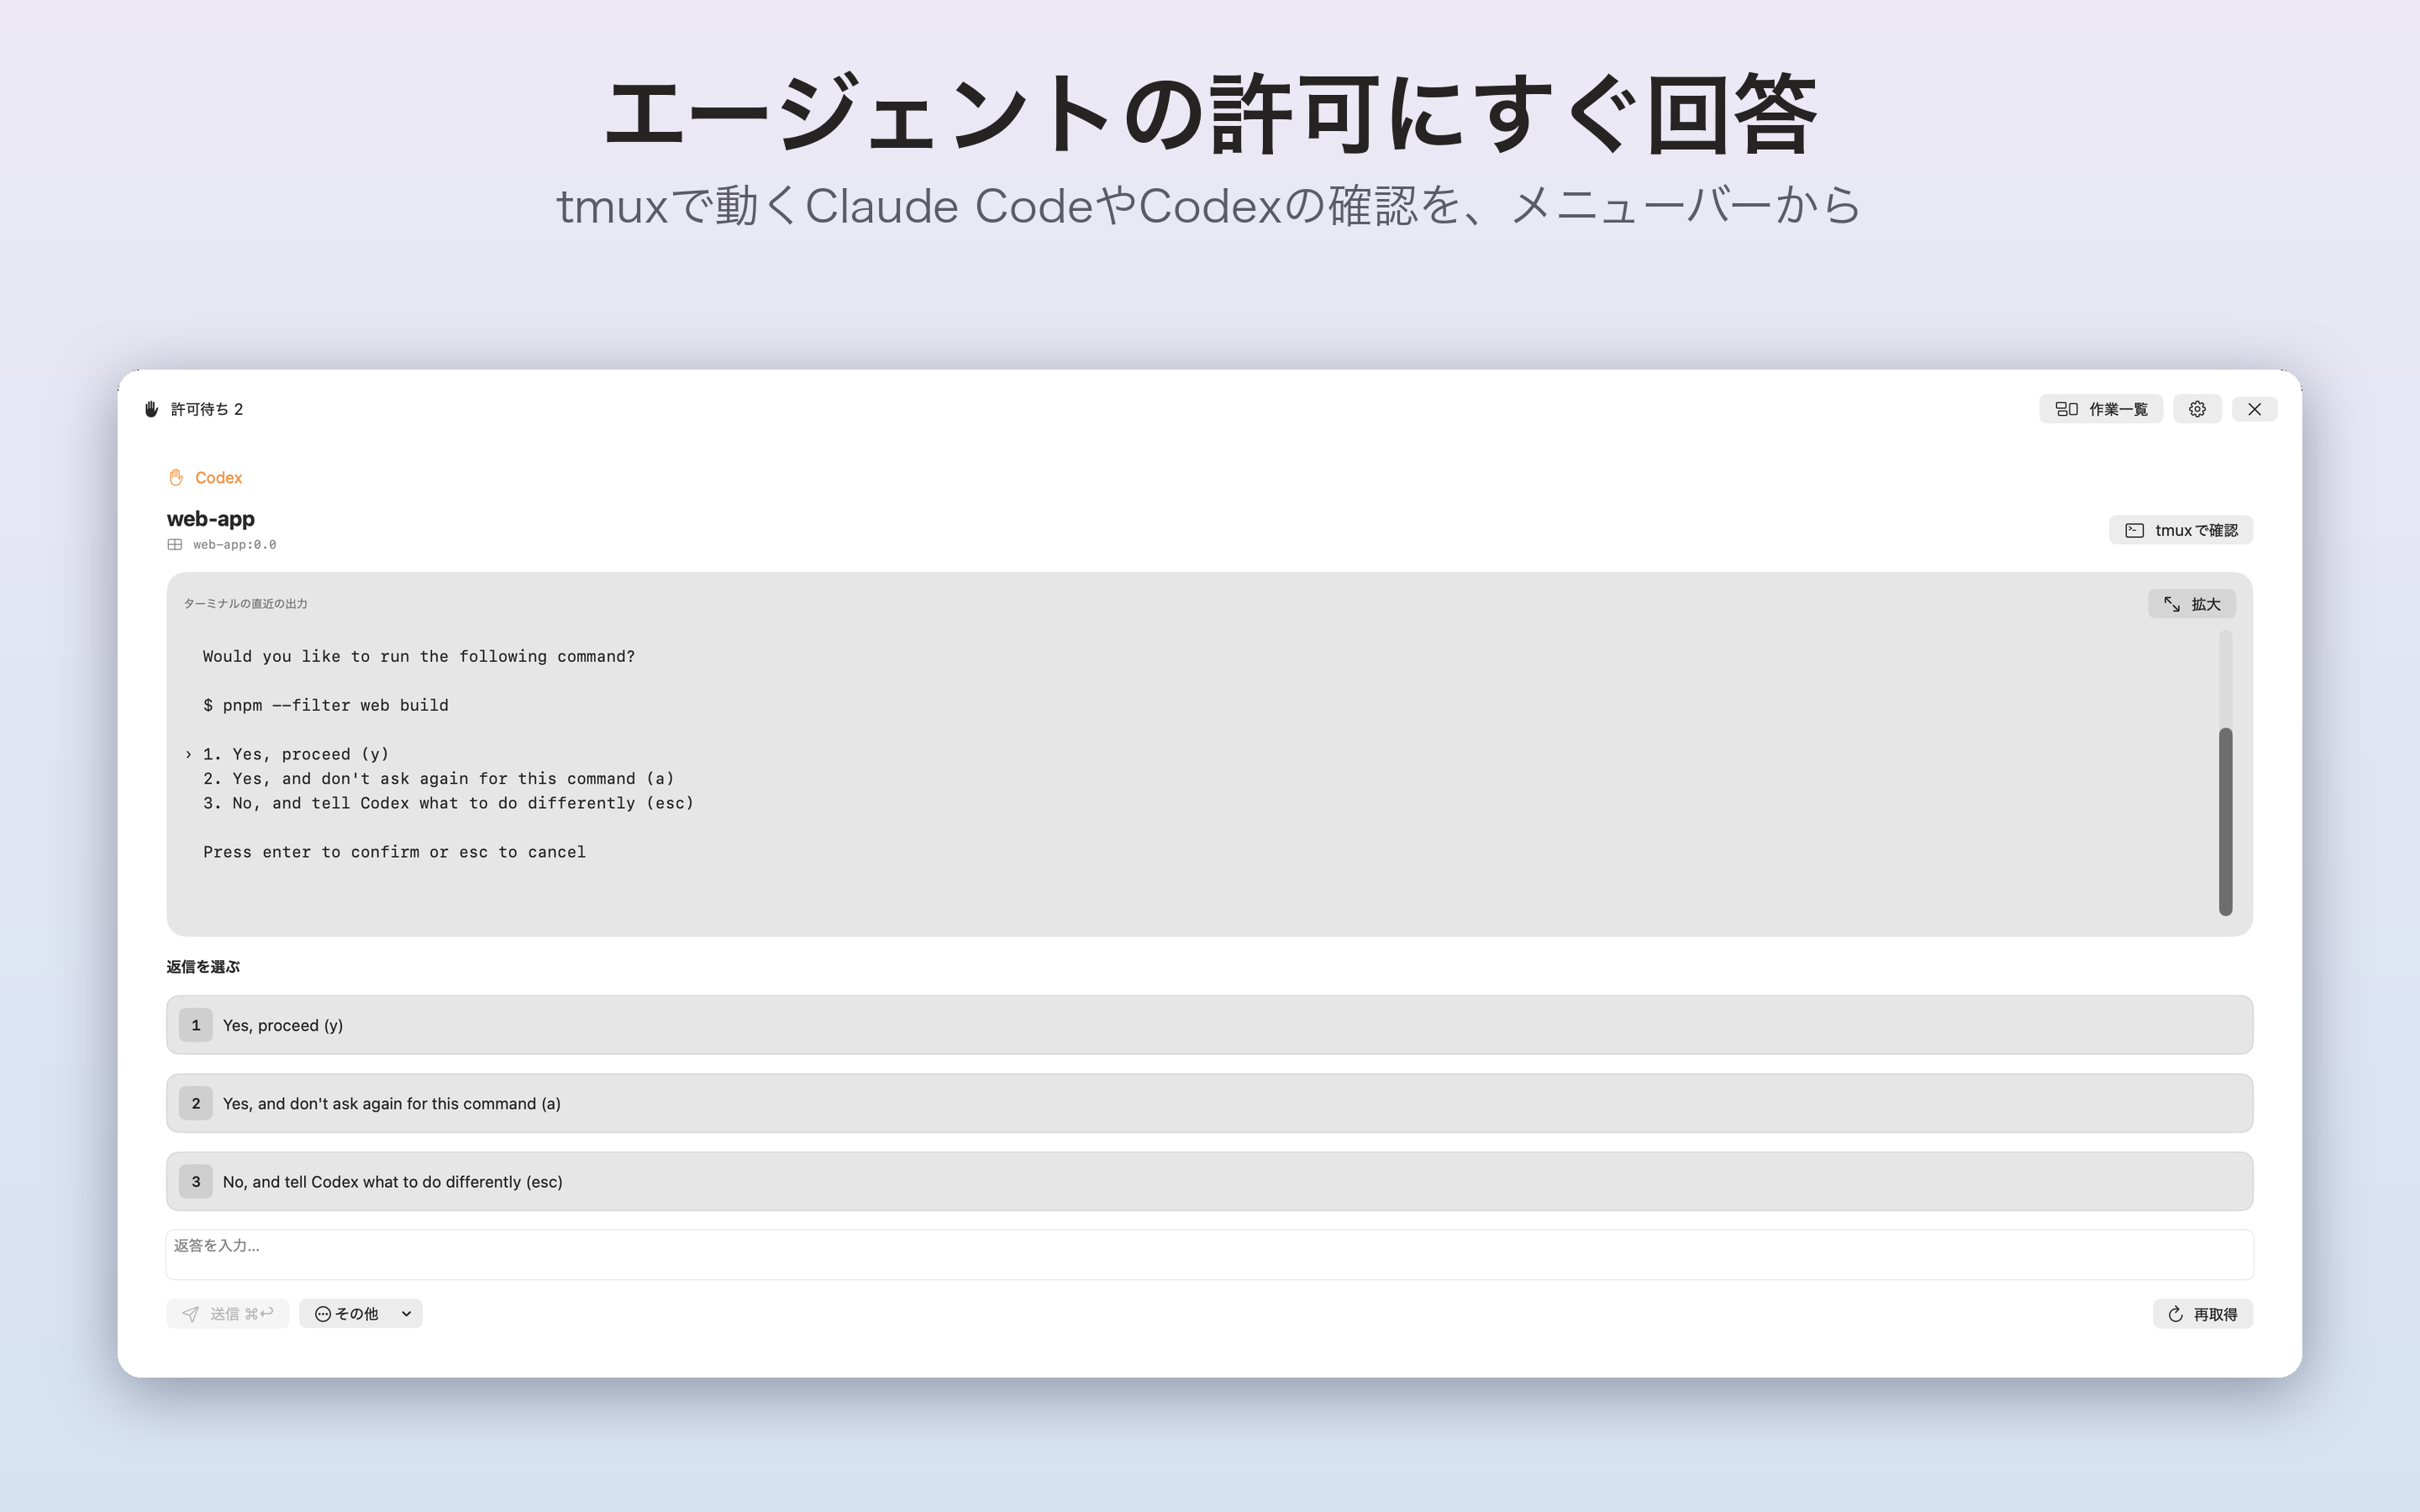 エージェントの許可にすぐ回答
tmuxで動くClaude CodeやCodexの確認を、メニューバーから
許可待ち 2
作業一覧
Codex
web-app
web-app:0.0
tmuxで確認
ターミナルの直近の出力
拡大
Would you like to run the following command?
$ pnpm --filter web build
› 1. Yes, proceed (y)
2. Yes, and don't ask again for this command (a)
3. No, and tell Codex what to do differently (esc)
Press enter to confirm or esc to cancel
返信を選ぶ
1 Yes, proceed (y)
2 Yes, and don't ask again for this command (a)
3 No, and tell Codex what to do differently (esc)
返答を入力...
送信 ⌘↩
その他
再取得